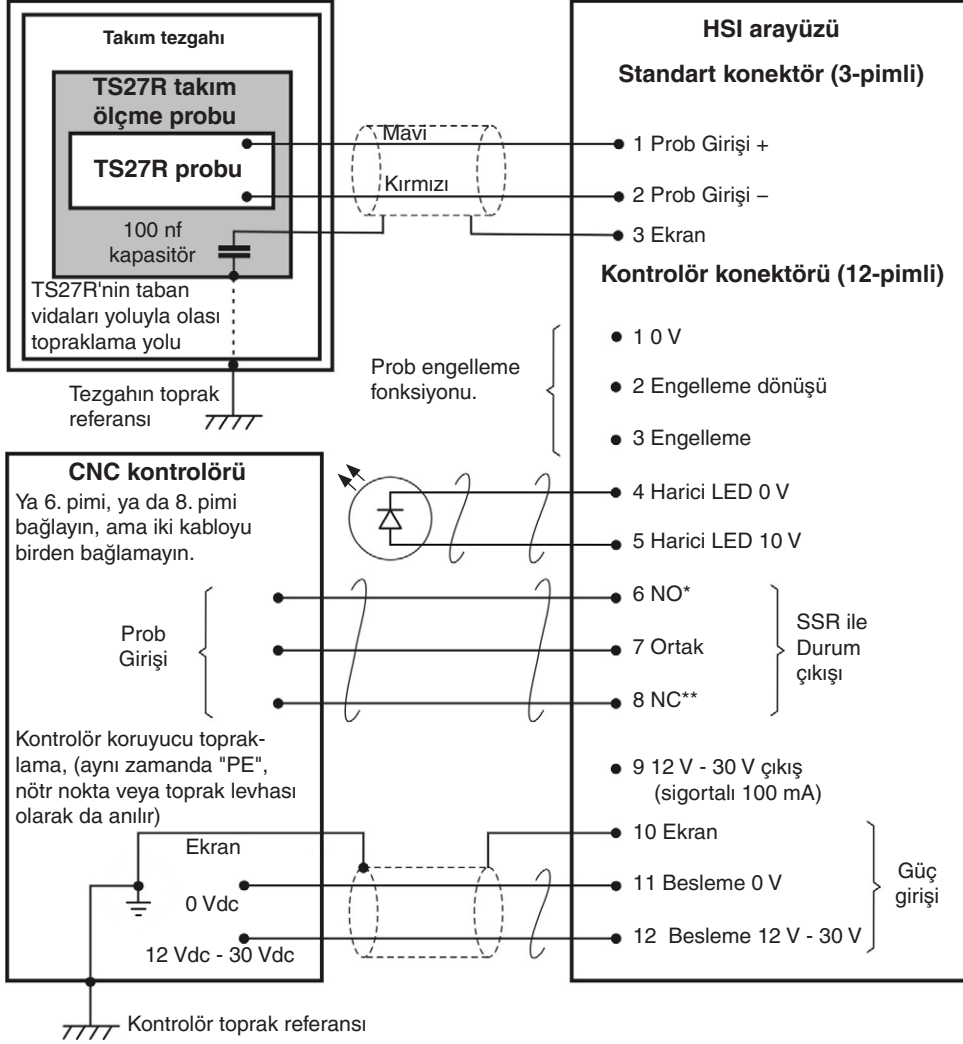 Takım tezgahı
TS27R takım
ölçme probu
TS27R probu
100 nf
kapasitör
TS27R'nin taban
vidaları yoluyla olası
topraklama yolu
Tezgahın toprak
referansı
Mavi
Kırmızı
HSI arayüzü
Standart konektör (3-pimli)
1 Prob Girişi +
2 Prob Girişi –
3 Ekran
Kontrolör konektörü (12-pimli)
Prob engelleme
fonksiyonu.
1 0 V
2 Engelleme dönüşü
3 Engelleme
4 Harici LED 0 V
5 Harici LED 10 V
6 NO*
7 Ortak
8 NC**
SSR ile
Durum
çıkışı
9 12 V - 30 V çıkış
(sigortalı 100 mA)
10 Ekran
11 Besleme 0 V
12 Besleme 12 V - 30 V
Güç
girişi
CNC kontrolörü
Ya 6. pimi, ya da 8. pimi
bağlayın, ama iki kabloyu
birden bağlamayın.
Prob
Girişi
Kontrolör koruyucu toprak-
lama, (aynı zamanda "PE",
nötr nokta veya toprak levhası
olarak da anılır)
Ekran
0 Vdc
12 Vdc - 30 Vdc
Kontrolör toprak referansı